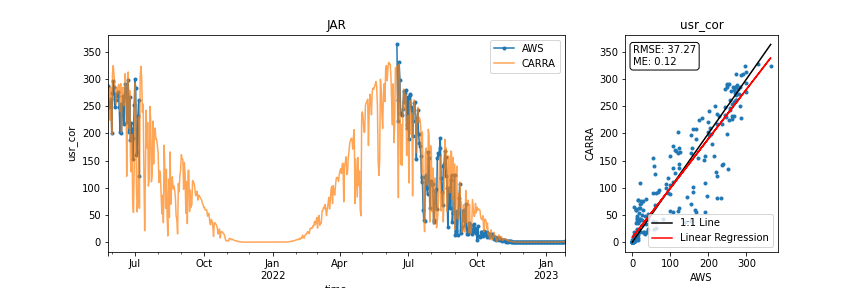 JAR
usr_cor
350
300
250
200
150
100
50
0
usr_cor
AWS
CARRA
Jul
Oct
Jan
2022
Apr
Jul
Oct
Jan
2023
time
usr_cor
350
300
250
200
150
100
50
0
CARRA
RMSE: 37.27
ME: 0.12
1:1 Line
Linear Regression
0
100
200
300
AWS